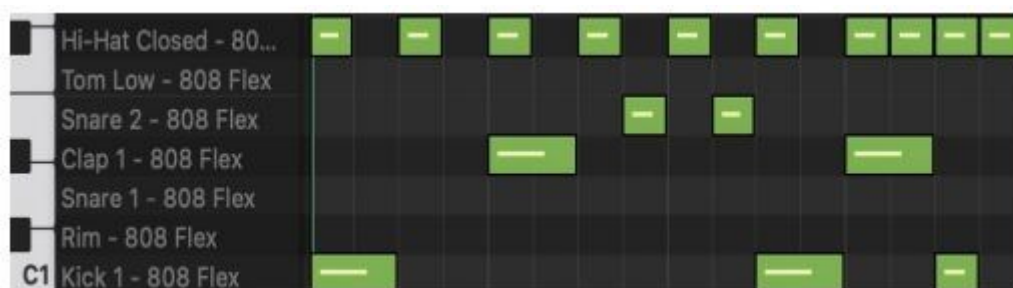 Hi-Hat Closed - 80...
Tom Low - 808 Flex
Snare 2 - 808 Flex
Clap 1 - 808 Flex
Snare 1 - 808 Flex
Rim - 808 Flex
C1 Kick 1 - 808 Flex